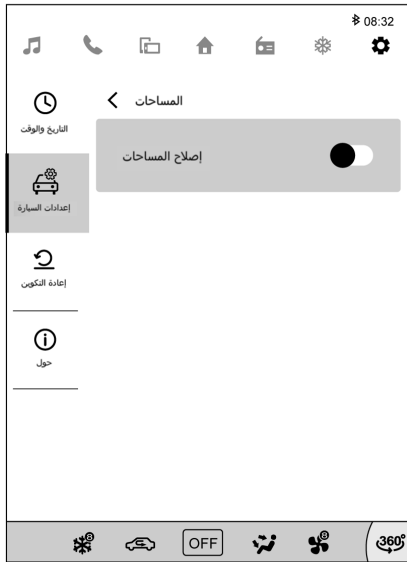 08:32
المساحات
إصلاح المساحات
التاريخ والوقت
إعدادات السيارة
إعادة التكوين
حول
OFF
360°